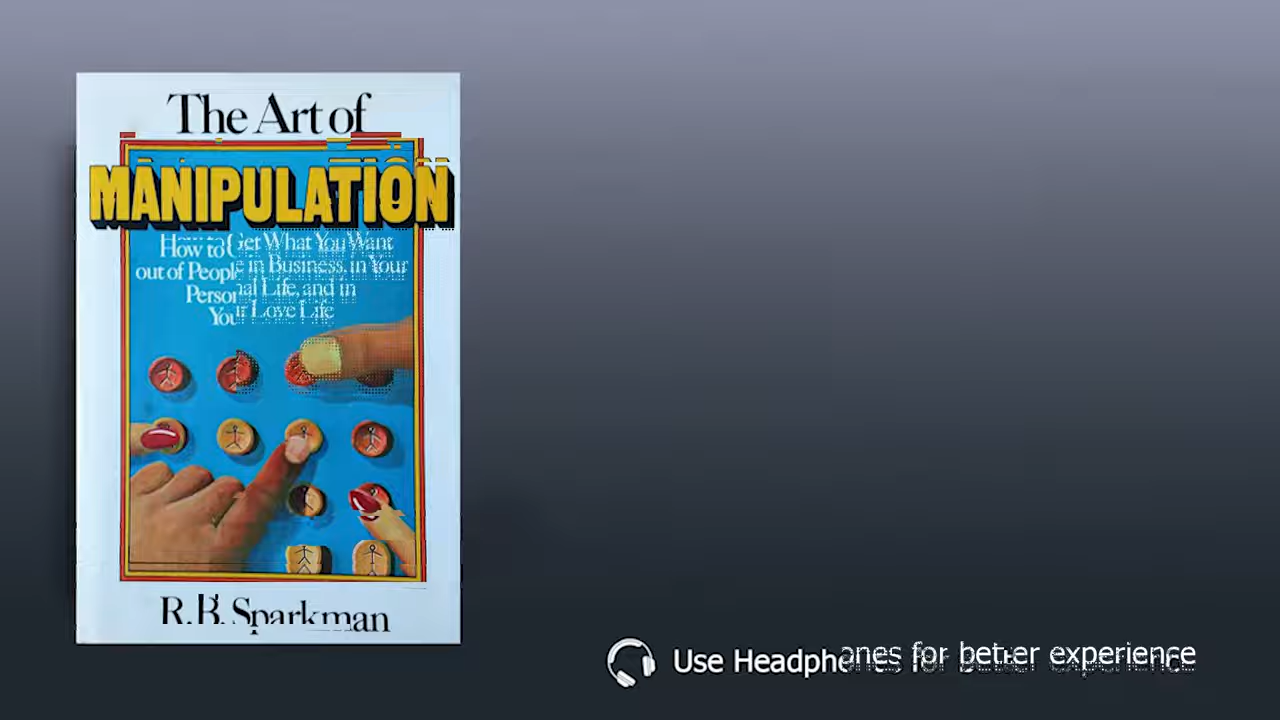 The Art of
MANIPULATION
How to Get What You Want
out of People in Business, in Your
Personal Life, and in
Your Love Life
R.B. Sparkman
Use Headphones for better experience